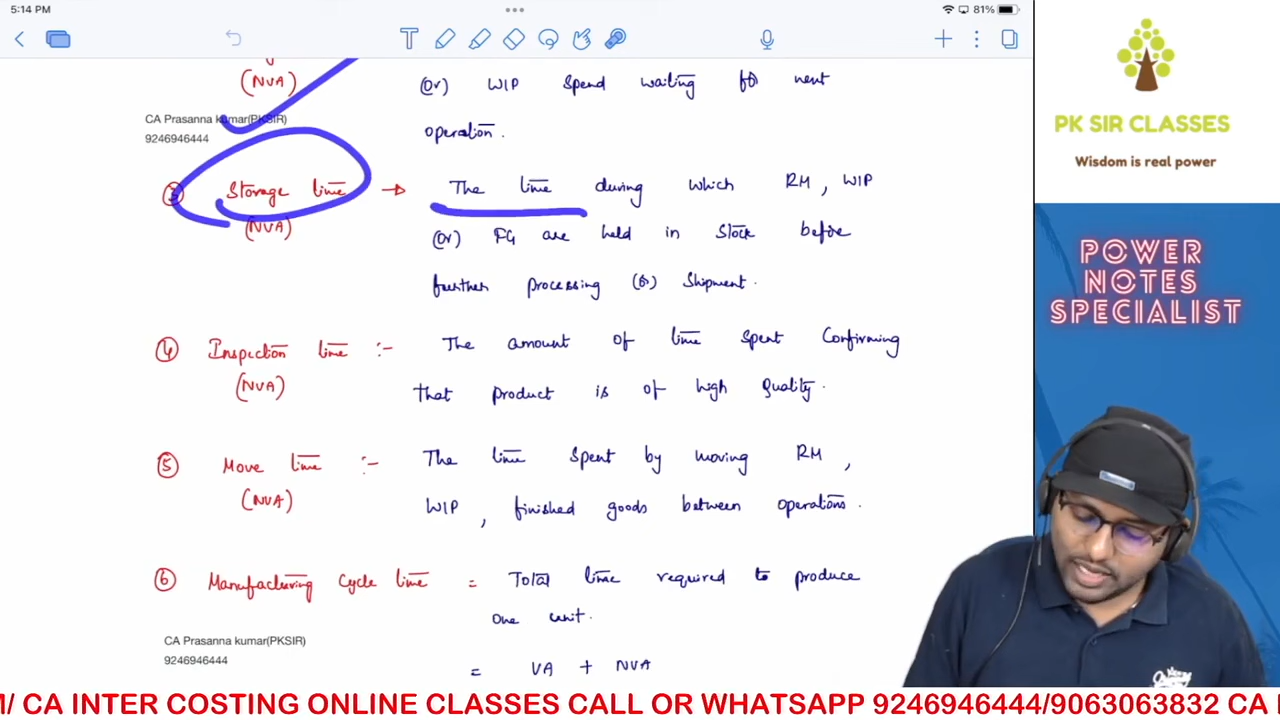 5:14 PM
81%
(NVA)
(Or) WIP Spend waiting for next
CA Prasanna kumar(PKSIR)
9246946444
operation.
③ Storage time → The time during which RM, WIP
(NVA)
(Or) FG are held in Stock before
further processing (Or) Shipment.
④ Inspection time :- The amount of time spent Confirming
(NVA)
that product is of high Quality.
⑤ Move time :- The time Spent by moving RM,
(NVA)
WIP, finished goods between operations.
⑥ Manufacturing Cycle time = Total time required to produce
One unit.
CA Prasanna kumar(PKSIR)
9246946444
= VA + NVA
PK SIR CLASSES
Wisdom is real power
POWER
NOTES
SPECIALIST
M/ CA INTER COSTING ONLINE CLASSES CALL OR WHATSAPP 9246946444/9063063832 CA